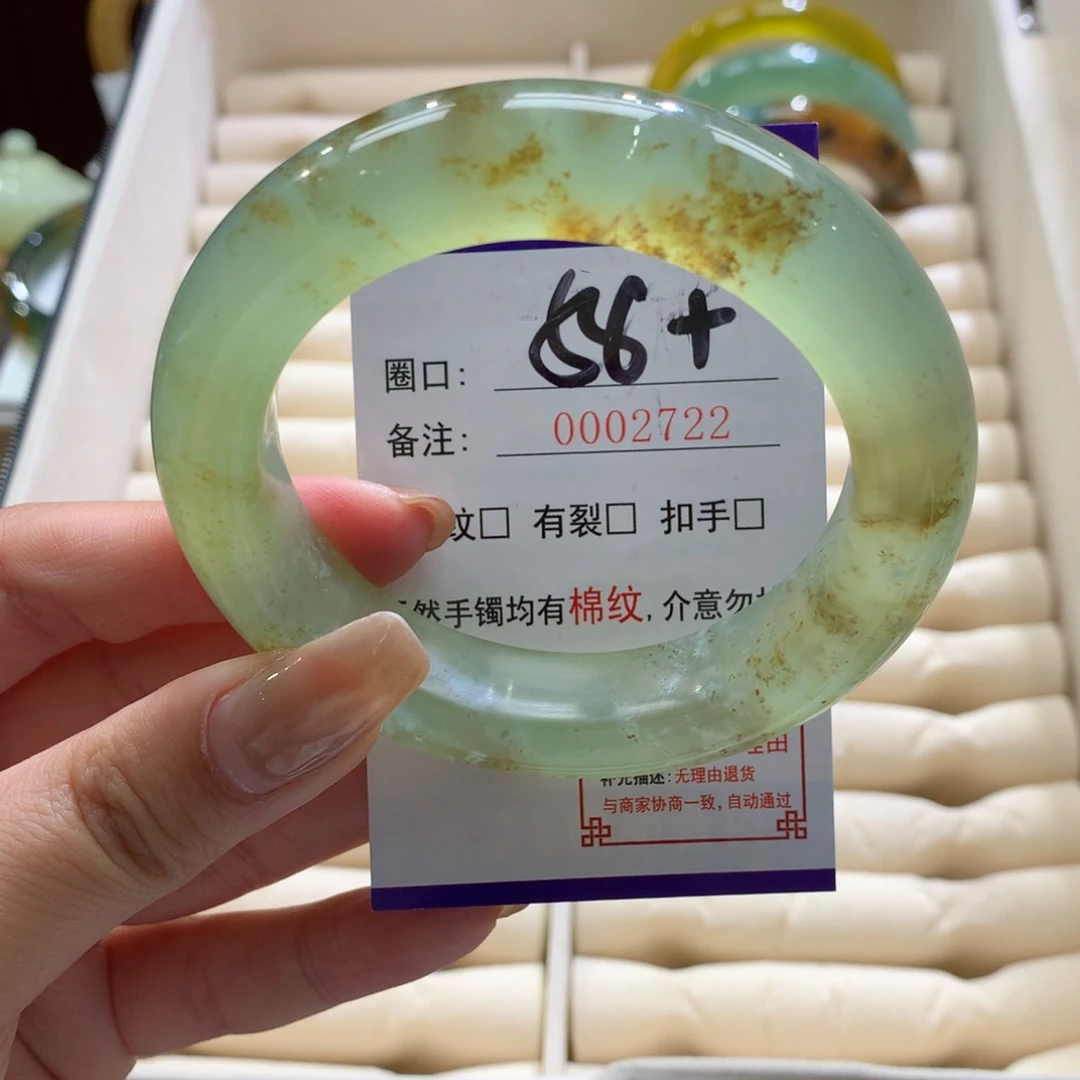 圈口: 56+
备注: 0002722
纹□ 有裂□ 扣手□
然手镯均有棉纹, 介意勿
理由
补充描述: 无理由退货
与商家协商一致, 自动通过